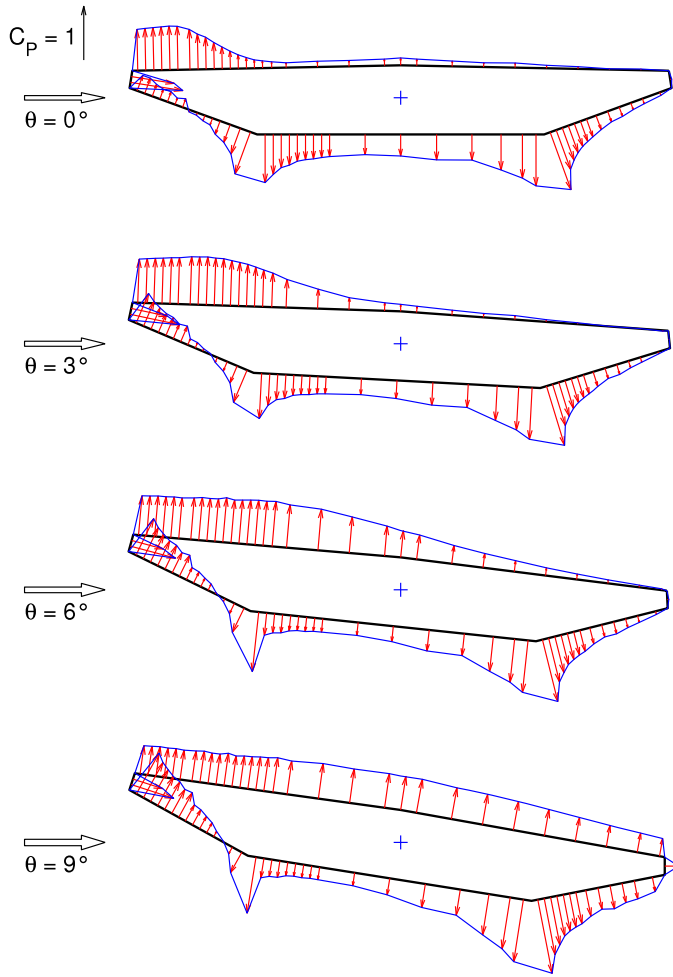 C_P = 1
θ = 0°
θ = 3°
θ = 6°
θ = 9°